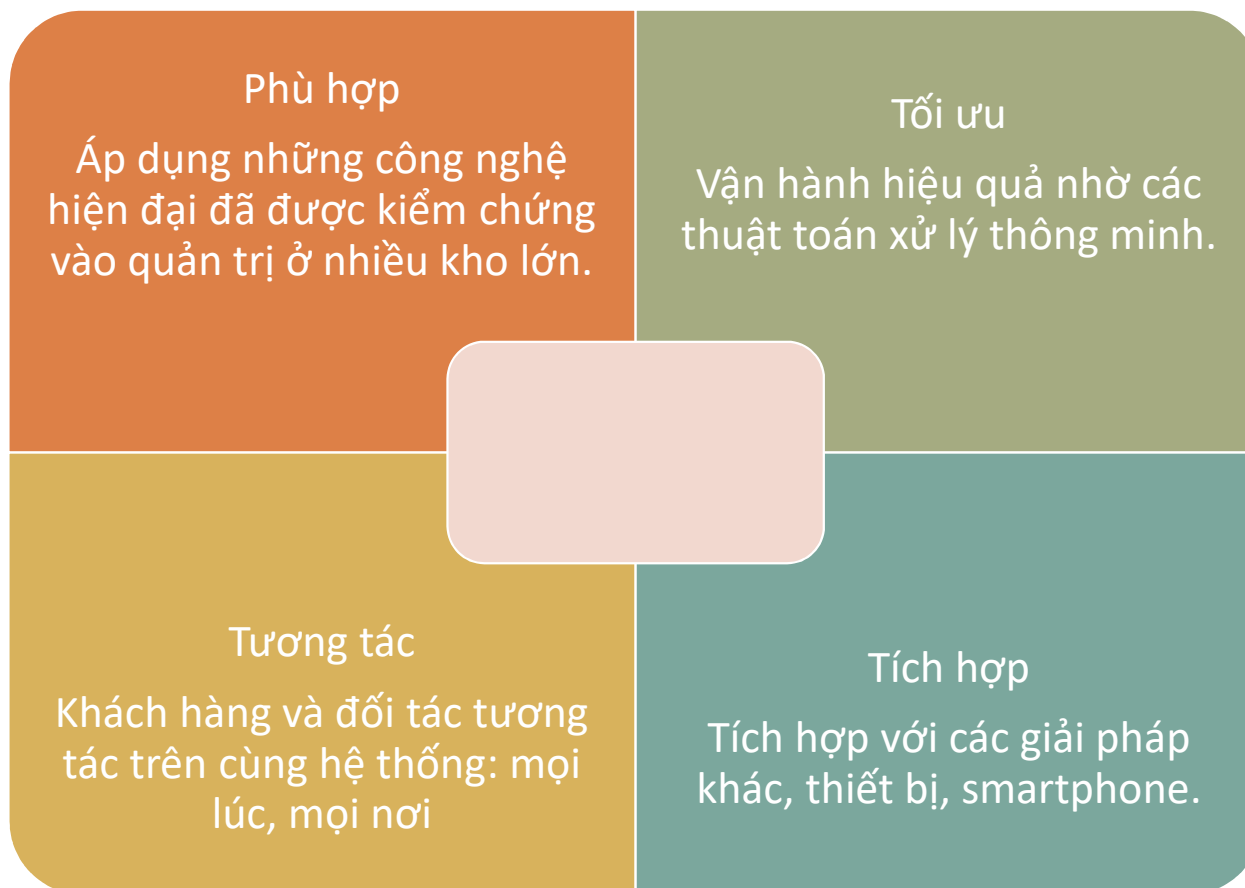 Phù hợp
Áp dụng những công nghệ
hiện đại đã được kiểm chứng
vào quản trị ở nhiều kho lớn.
Tối ưu
Vận hành hiệu quả nhờ các
thuật toán xử lý thông minh.
Tương tác
Khách hàng và đối tác tương
tác trên cùng hệ thống: mọi
lúc, mọi nơi
Tích hợp
Tích hợp với các giải pháp
khác, thiết bị, smartphone.